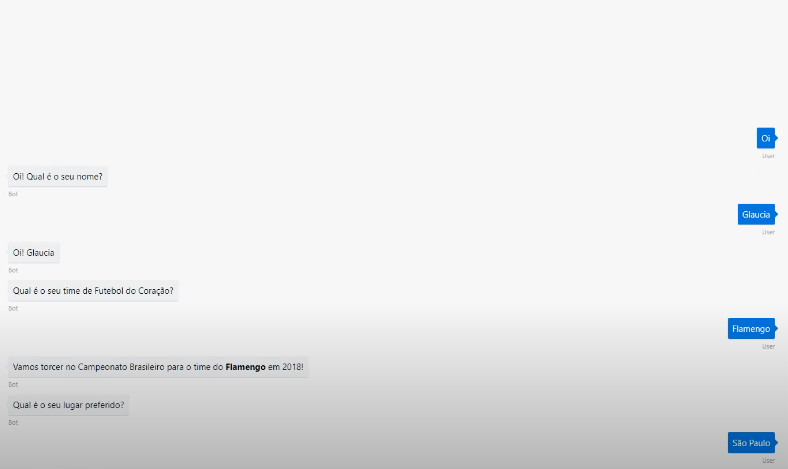 Oi
User
Oi! Qual é o seu nome?
Bot
Glaucia
User
Oi! Glaucia
Bot
Qual é o seu time de Futebol do Coração?
Bot
Flamengo
User
Vamos torcer no Campeonato Brasileiro para o time do Flamengo em 2018!
Bot
Qual é o seu lugar preferido?
Bot
São Paulo
User